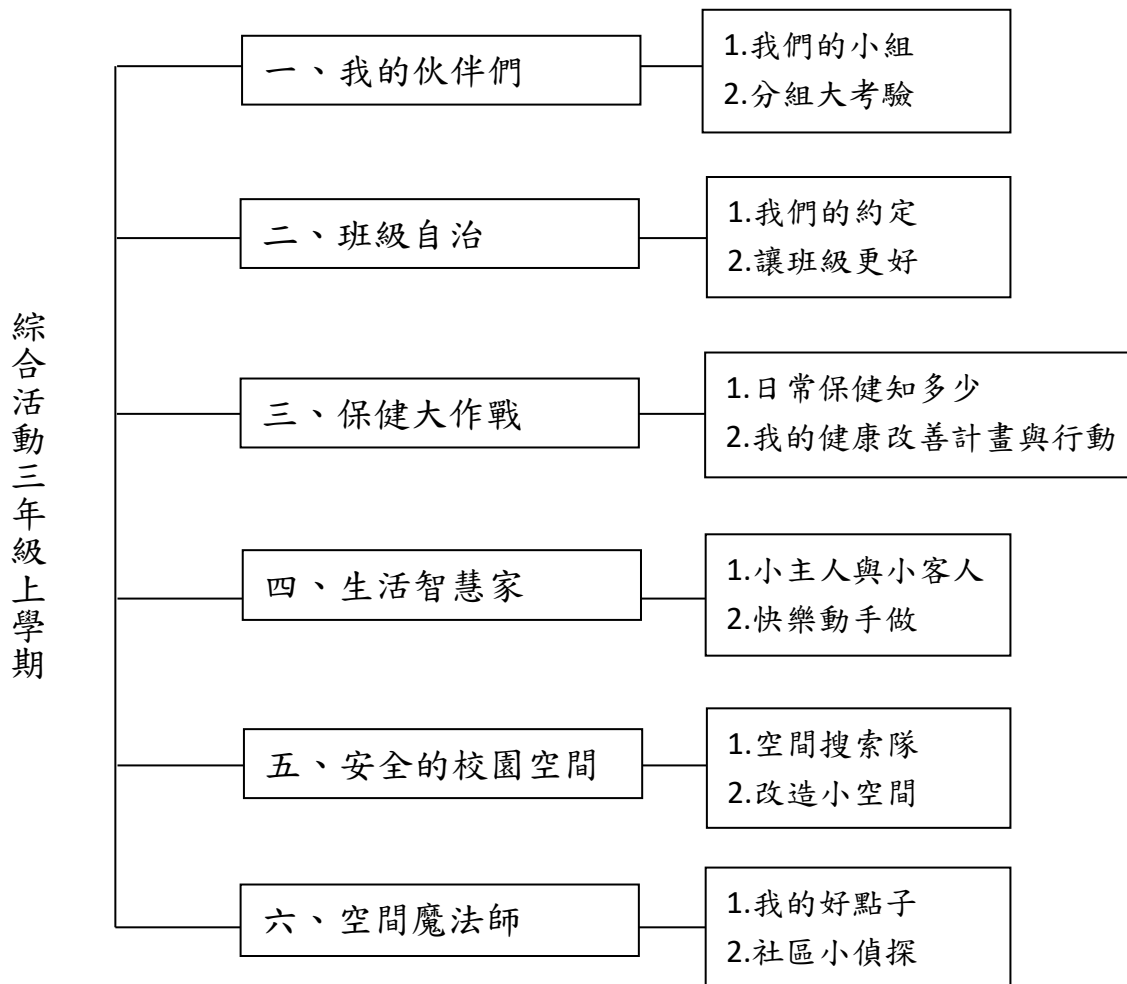 綜合活動三年級上學期
一、我的伙伴們
1.我們的小組
2.分組大考驗
二、班級自治
1.我們的約定
2.讓班級更好
三、保健大作戰
1.日常保健知多少
2.我的健康改善計畫與行動
四、生活智慧家
1.小主人與小客人
2.快樂動手做
五、安全的校園空間
1.空間搜索隊
2.改造小空間
六、空間魔法師
1.我的好點子
2.社區小偵探